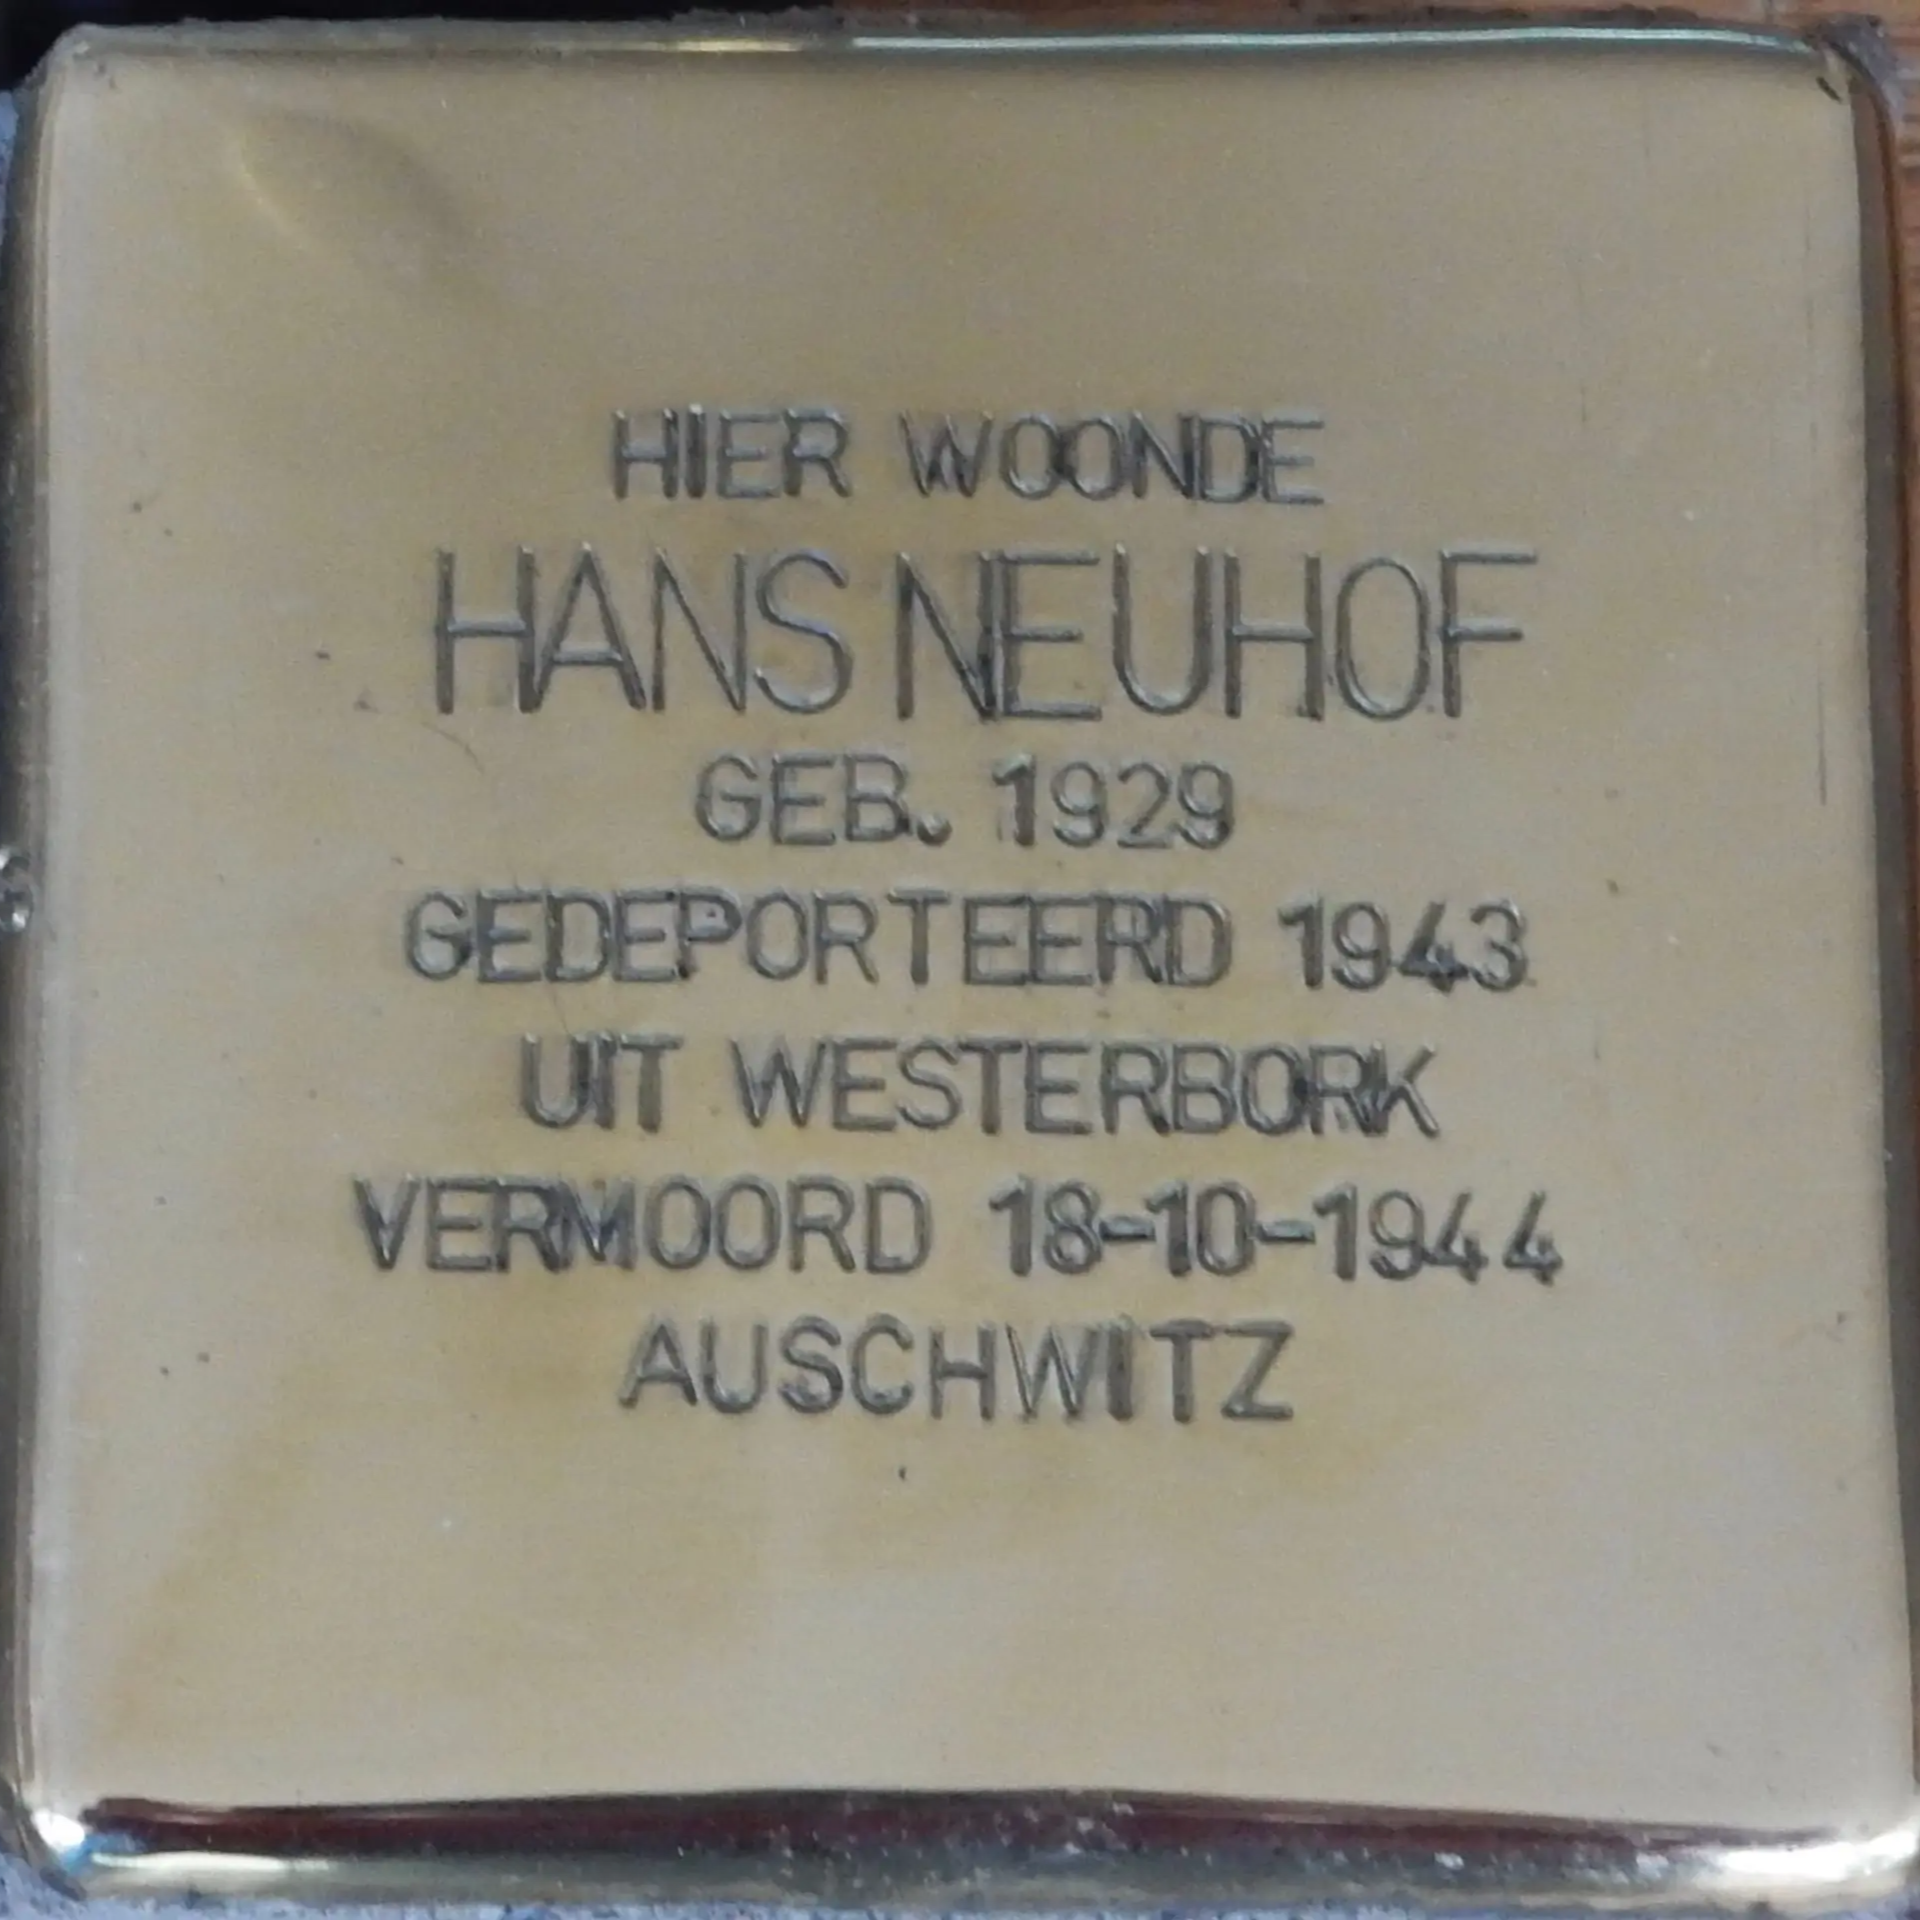 HIER WOONDE
HANS NEUHOF
GEB. 1929
GEDEPORTEERD 1943
UIT WESTERBORK
VERMOORD 18-10-1944
AUSCHWITZ